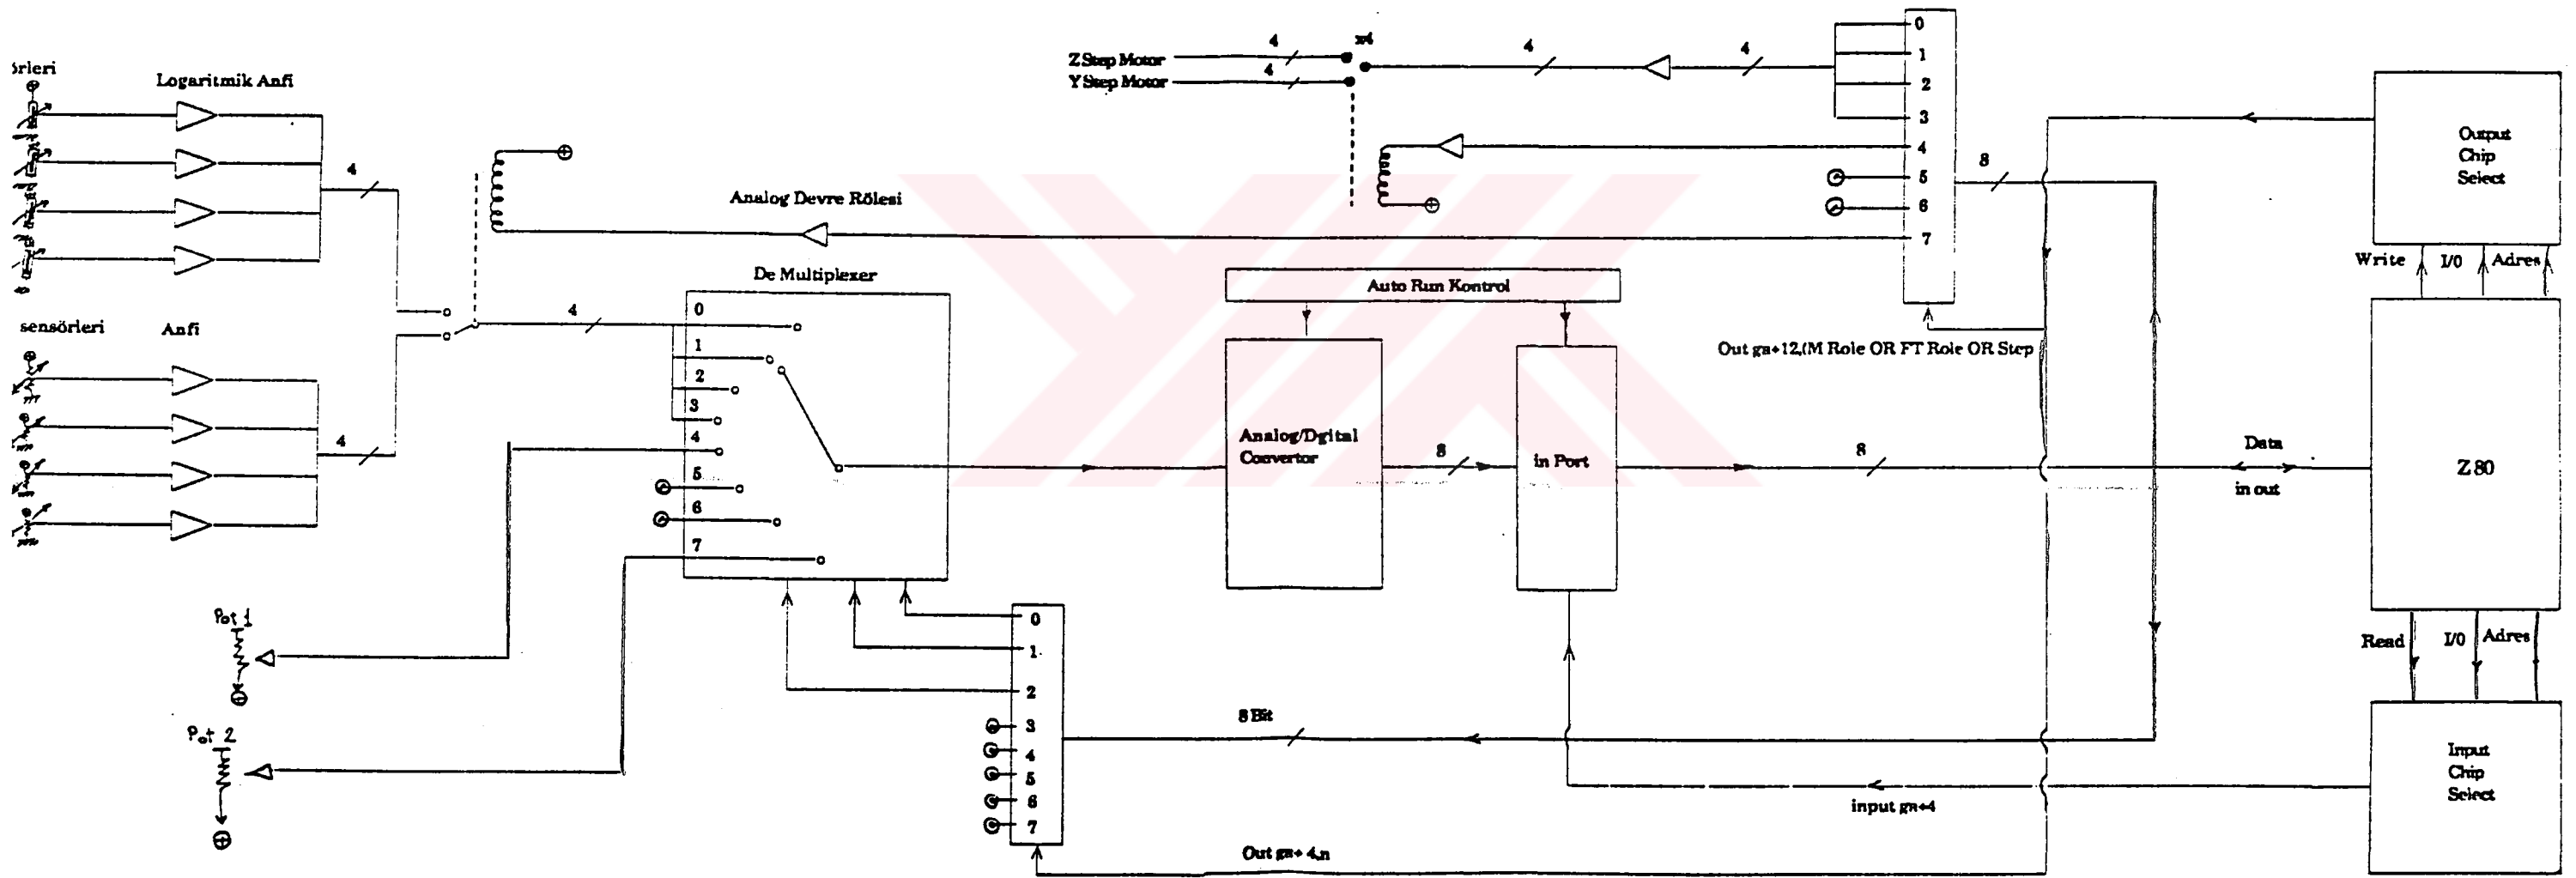 Z Step Motor
Y Step Motor
4
4
x4
4
4
0
1
2
3
4
5
6
7
8
örleri
Logaritmik Anfi
4
Analog Devre Rölesi
Output
Chip
Select
Write
I/0
Adres
De Multiplexer
Auto Run Kontrol
sensörleri
Anfi
4
4
0
1
2
3
4
5
6
7
Out ga+12,(M Role OR FT Role OR Step
Analog/Dgital
Convertor
8
in Port
8
Data
in out
Z 80
Pot 1
Pot 2
0
1
2
3
4
5
6
7
8 Bit
Read
I/0
Adres
Input
Chip
Select
input ga+4
Out ga+ 4,n